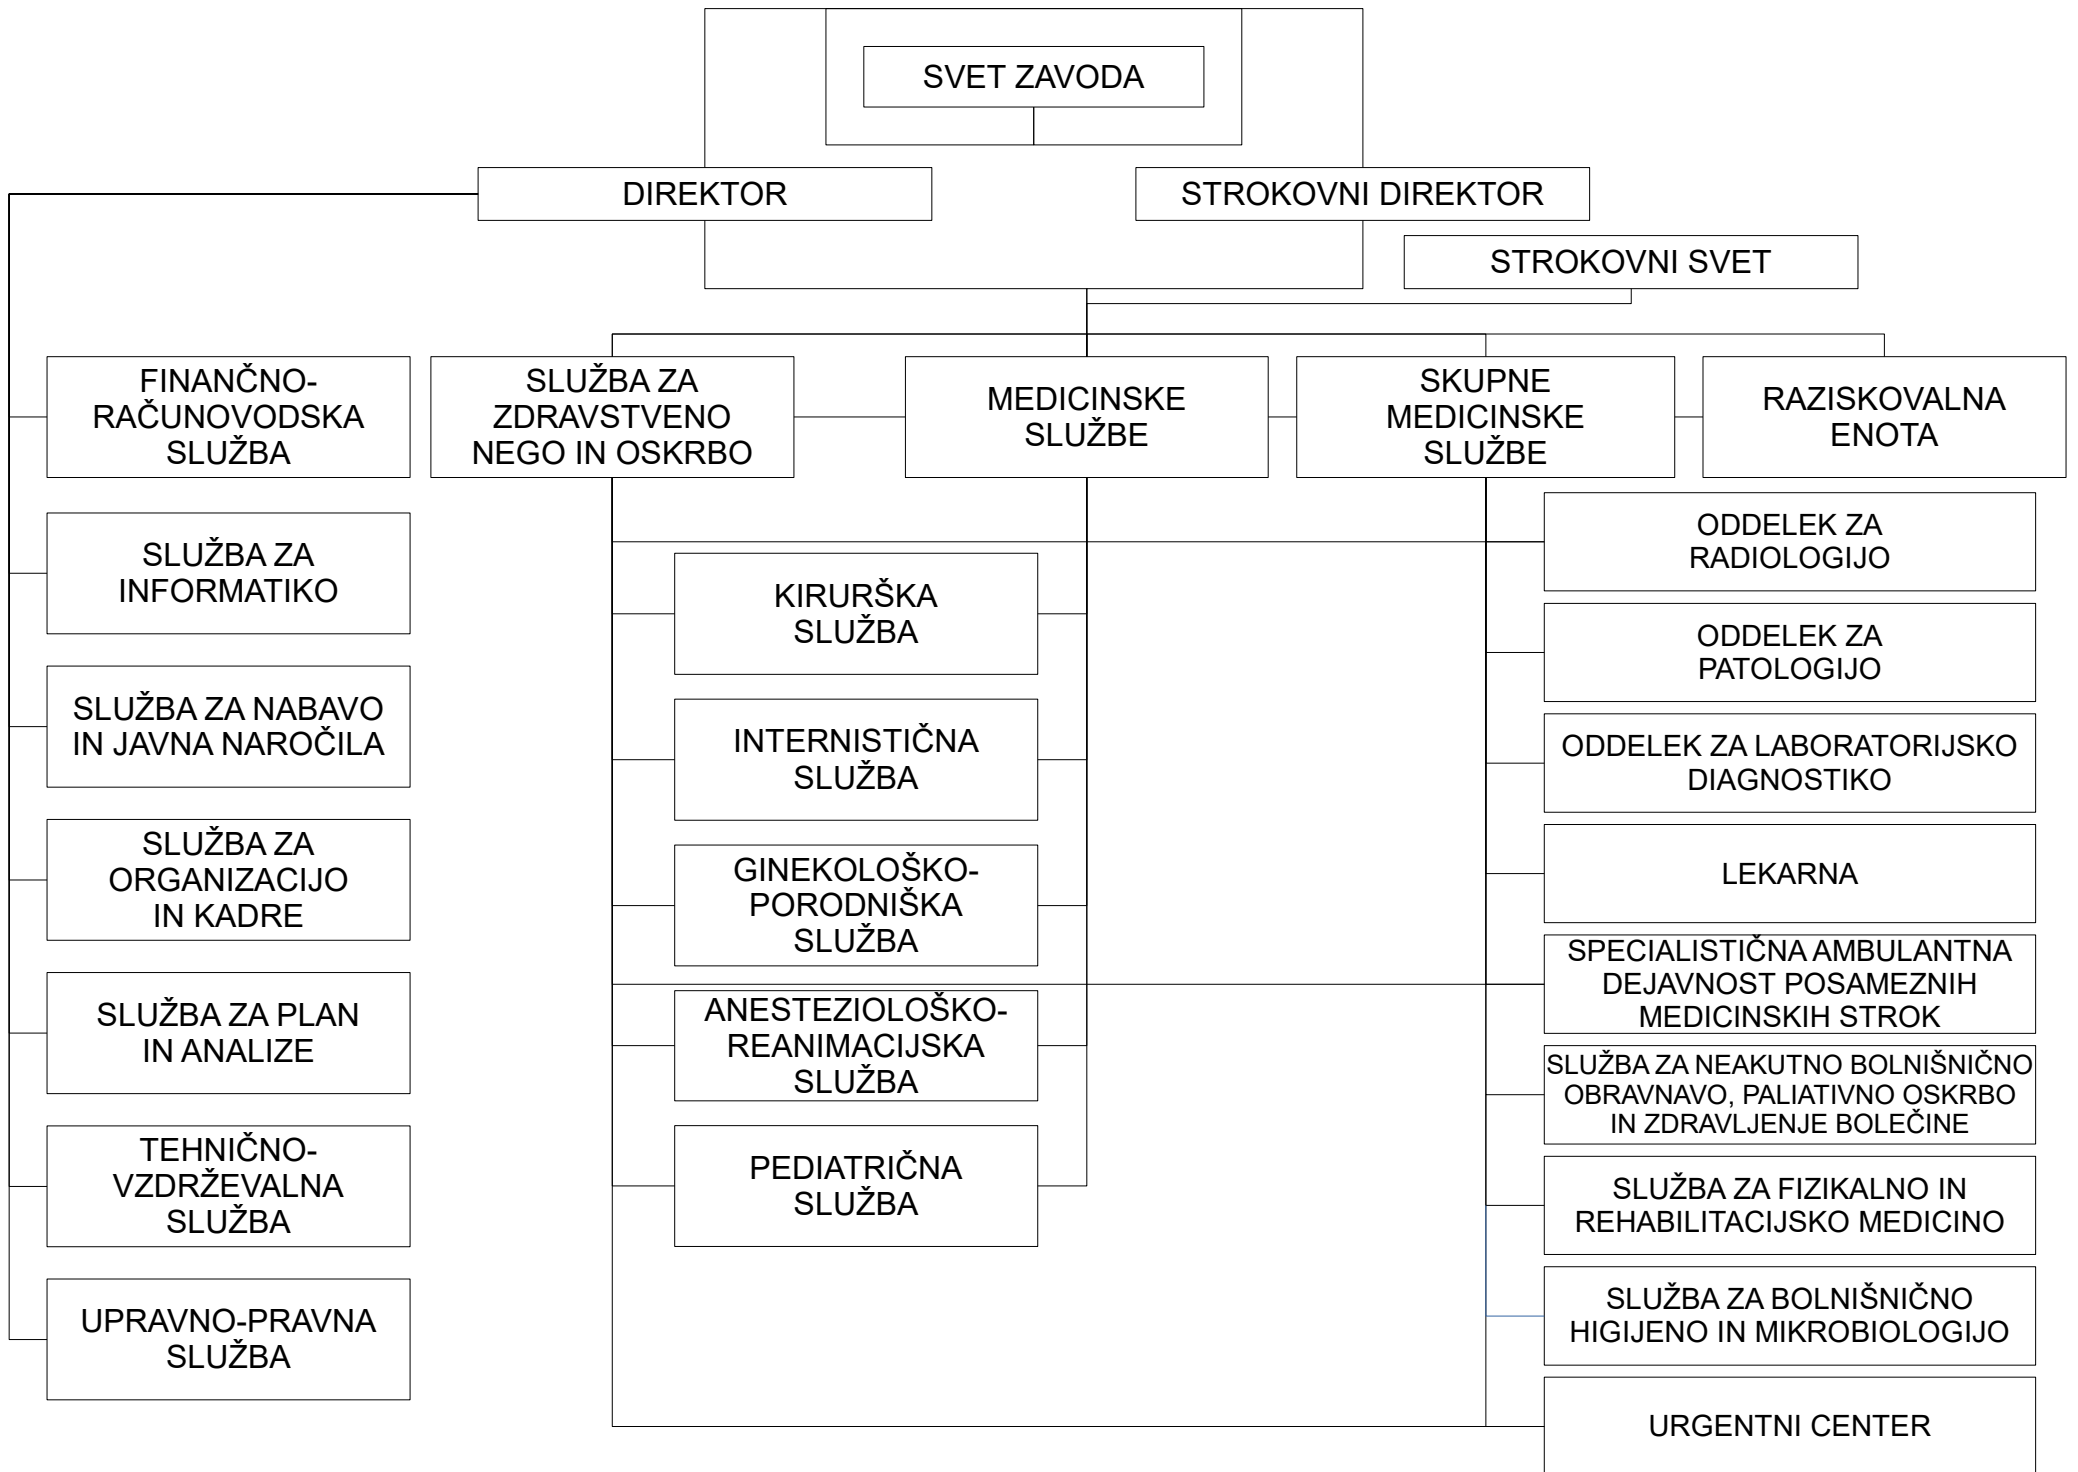 SVET ZAVODA
DIREKTOR
STROKOVNI DIREKTOR
STROKOVNI SVET
FINANČNO-
RAČUNOVODSKA
SLUŽBA
SLUŽBA ZA
ZDRAVSTVENO
NEGO IN OSKRBO
MEDICINSKE
SLUŽBE
SKUPNE
MEDICINSKE
SLUŽBE
RAZISKOVALNA
ENOTA
SLUŽBA ZA
INFORMATIKO
SLUŽBA ZA NABAVO
IN JAVNA NAROČILA
SLUŽBA ZA
ORGANIZACIJO
IN KADRE
SLUŽBA ZA PLAN
IN ANALIZE
TEHNIČNO-
VZDRŽEVALNA
SLUŽBA
UPRAVNO-PRAVNA
SLUŽBA
KIRURŠKA
SLUŽBA
INTERNISTIČNA
SLUŽBA
GINEKOLOŠKO-
PORODNIŠKA
SLUŽBA
ANESTEZIOLOŠKO-
REANIMACIJSKA
SLUŽBA
PEDIATRIČNA
SLUŽBA
ODDELEK ZA
RADIOLOGIJO
ODDELEK ZA
PATOLOGIJO
ODDELEK ZA LABORATORIJSKO
DIAGNOSTIKO
LEKARNA
SPECIALISTIČNA AMBULANTNA
DEJAVNOST POSAMEZNIH
MEDICINSKIH STROK
SLUŽBA ZA NEAKUTNO BOLNIŠNIČNO
OBRAVNAVO, PALIATIVNO OSKRBO
IN ZDRAVLJENJE BOLEČINE
SLUŽBA ZA FIZIKALNO IN
REHABILITACIJSKO MEDICINO
SLUŽBA ZA BOLNIŠNIČNO
HIGIJENO IN MIKROBIOLOGIJO
URGENTNI CENTER